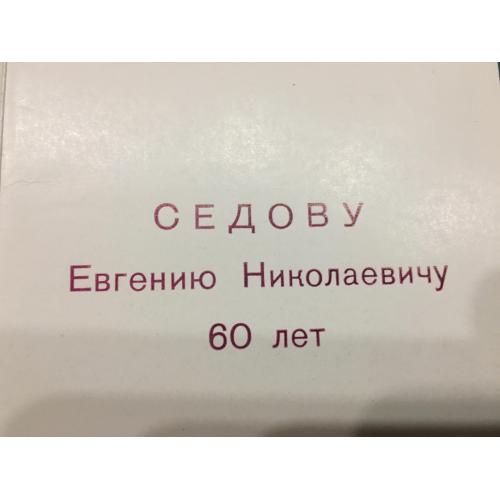 СЕДОВУ
Евгению Николаевичу
60 лет